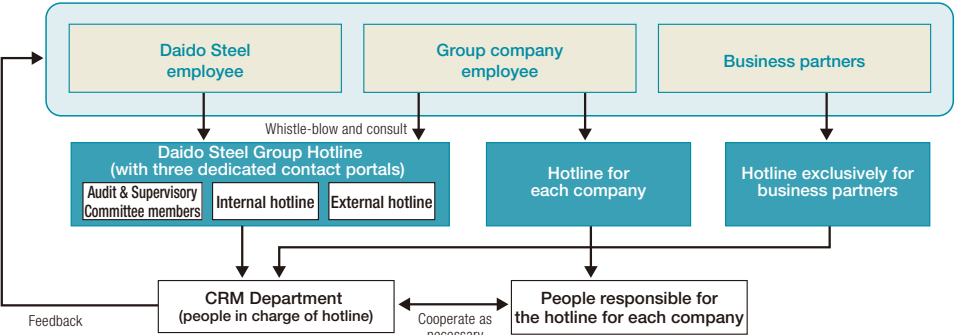 Daido Steel
employee
Group company
employee
Business partners
Whistle-blow and consult
Daido Steel Group Hotline
(with three dedicated contact portals)
Audit & Supervisory
Committee members
Internal hotline
External hotline
Hotline for
each company
Hotline exclusively for
business partners
CRM Department
(people in charge of hotline)
Cooperate as
necessary
People responsible for
the hotline for each company
Feedback